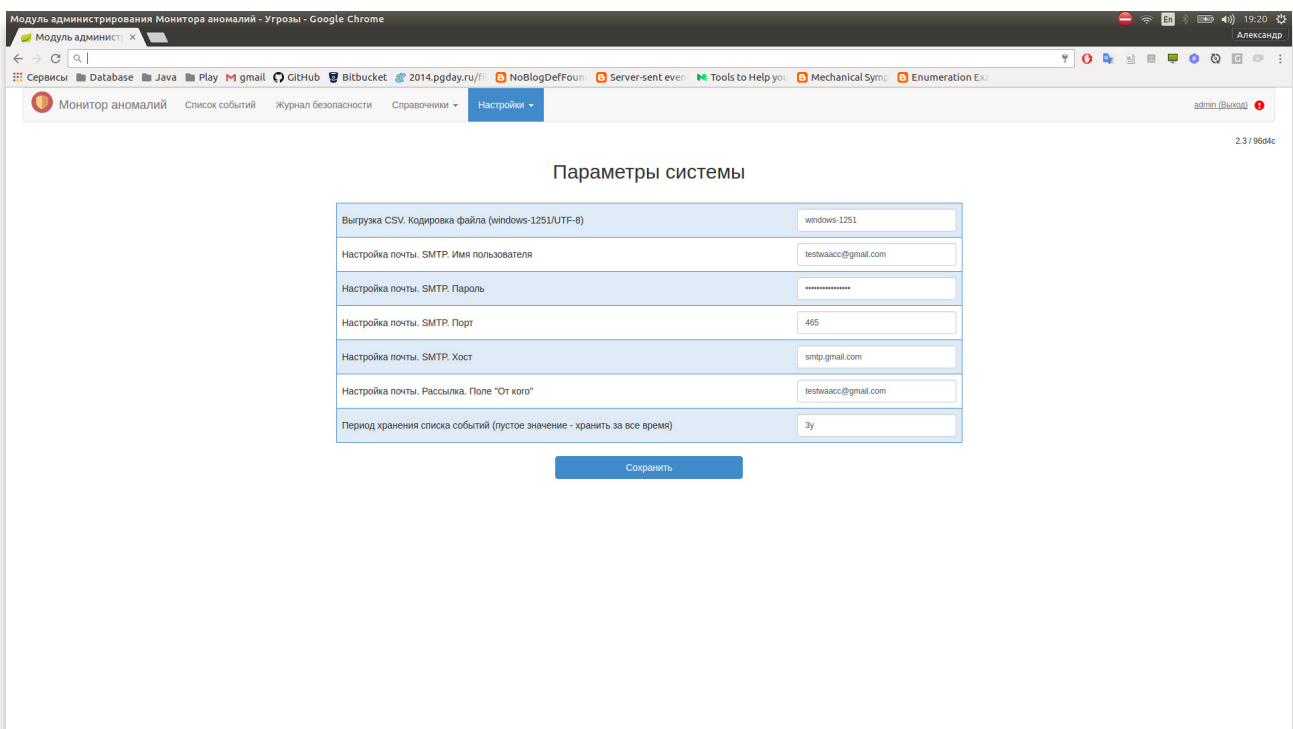 Модуль администрирования Монитора аномалий - Угрозы - Google Chrome
En
19:20
Модуль админист
Александр
Сервисы Database Java Play gmail GitHub Bitbucket 2014.pgday.ru/fi NoBlogDefFoun Server-sent even Tools to Help you Mechanical Symp Enumeration Exa
Монитор аномалий Список событий Журнал безопасности Справочники Настройки admin (Выход)
2.3 / 96d4c
Параметры системы
Выгрузка CSV. Кодировка файла (windows-1251/UTF-8) windows-1251
Настройка почты. SMTP. Имя пользователя testwaacc@gmail.com
Настройка почты. SMTP. Пароль ••••••••••••••••
Настройка почты. SMTP. Порт 465
Настройка почты. SMTP. Хост smtp.gmail.com
Настройка почты. Рассылка. Поле "От кого" testwaacc@gmail.com
Период хранения списка событий (пустое значение - хранить за все время) 3y
Сохранить